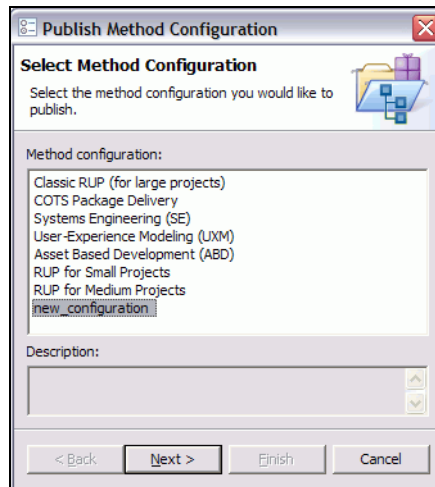 Publish Method Configuration
Select Method Configuration
Select the method configuration you would like to
publish.
Method configuration:
Classic RUP (for large projects)
COTS Package Delivery
Systems Engineering (SE)
User-Experience Modeling (UXM)
Asset Based Development (ABD)
RUP for Small Projects
RUP for Medium Projects
new_configuration
Description:
< Back Next > Finish Cancel